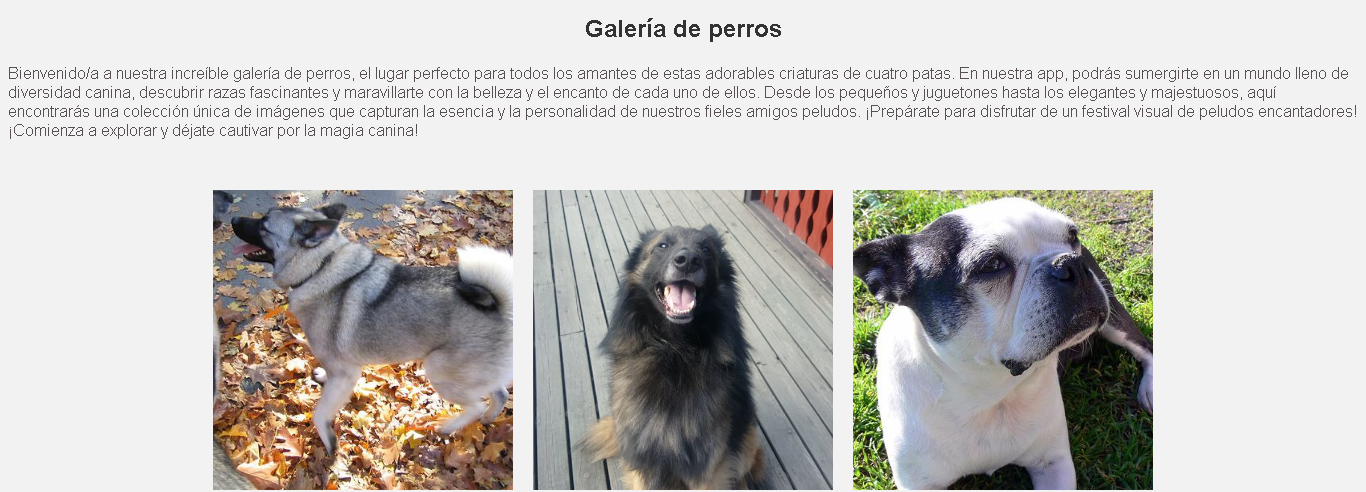 Galería de perros
Bienvenido/a a nuestra increíble galería de perros, el lugar perfecto para todos los amantes de estas adorables criaturas de cuatro patas. En nuestra app, podrás sumergirte en un mundo lleno de
diversidad canina, descubrir razas fascinantes y maravillarte con la belleza y el encanto de cada uno de ellos. Desde los pequeños y juguetones hasta los elegantes y majestuosos, aquí
encontrarás una colección única de imágenes que capturan la esencia y la personalidad de nuestros fieles amigos peludos. ¡Prepárate para disfrutar de un festival visual de peludos encantadores!
¡Comienza a explorar y déjate cautivar por la magia canina!